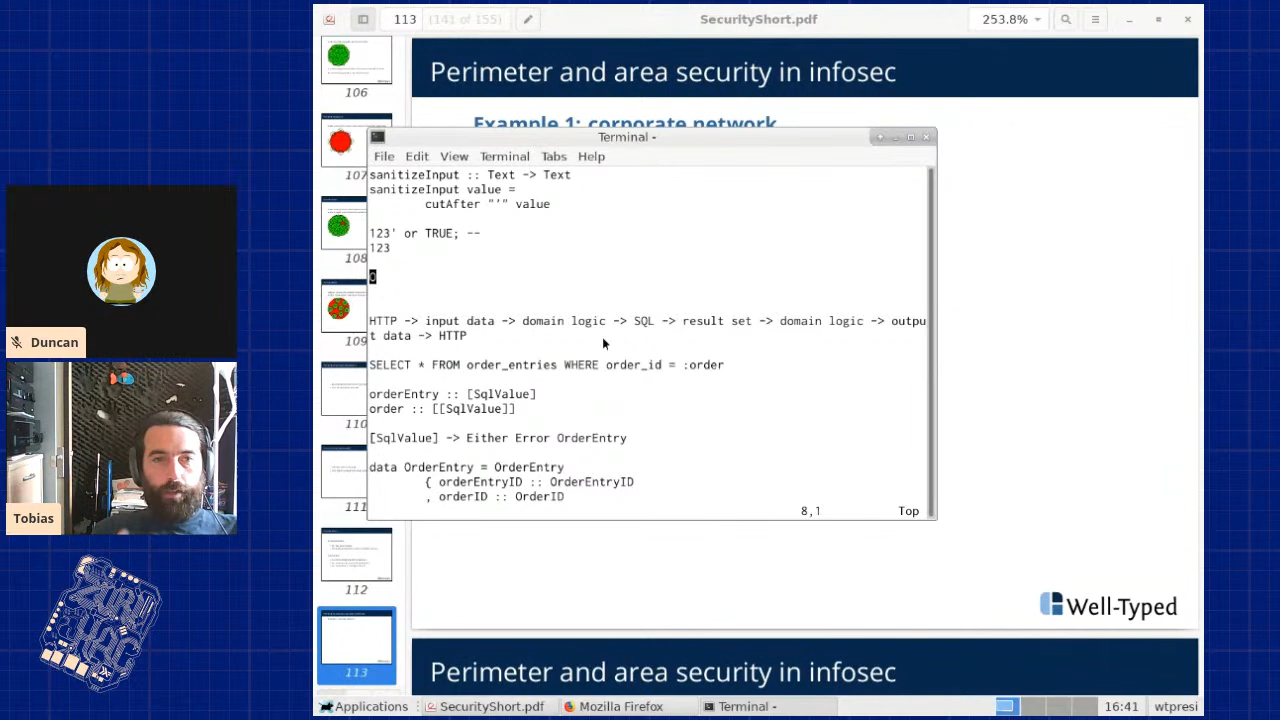 113 (141 of 155)
SecurityShort.pdf
253.8%
Perimeter and area security in infosec
Example 1: corporate network
Terminal -
File Edit View Terminal Tabs Help
sanitizeInput :: Text -> Text
sanitizeInput value =
cutAfter "'" value
123' or TRUE; --
123
0
HTTP -> input data -> domain logic -> SQL -> result set -> domain logic -> outpu
t data -> HTTP
SELECT * FROM order_entries WHERE order_id = :order
orderEntry :: [SqlValue]
order :: [[SqlValue]]
[SqlValue] -> Either Error OrderEntry
data OrderEntry = OrderEntry
{ orderEntryID :: OrderEntryID
, orderID :: OrderID
8,1 Top
106
107
108
109
110
111
112
113
Duncan
Tobias
Well-Typed
Perimeter and area security in infosec
Applications
SecurityShort.pdf
Mozilla Firefox
Terminal -
16:41
wtpresi